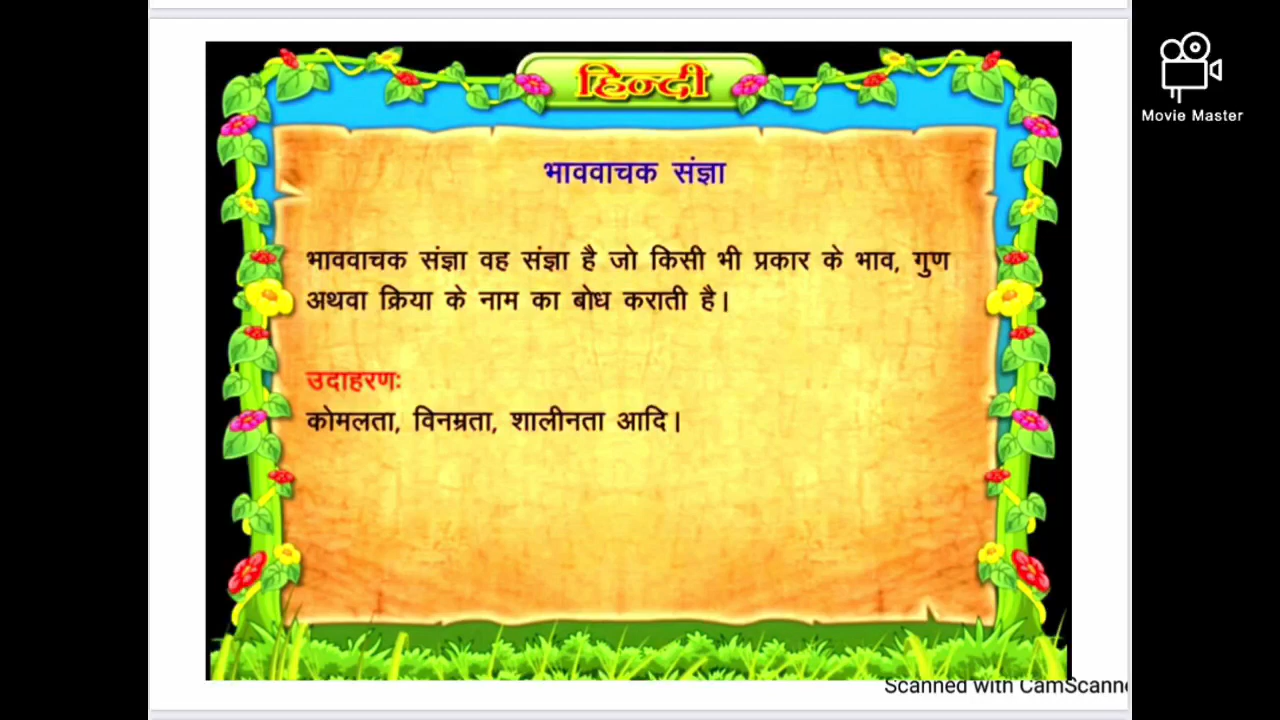 हिन्दी
Movie Master
भाववाचक संज्ञा
भाववाचक संज्ञा वह संज्ञा है जो किसी भी प्रकार के भाव, गुण
अथवा क्रिया के नाम का बोध कराती है।
उदाहरणः
कोमलता, विनम्रता, शालीनता आदि।
Scanned with CamScanne